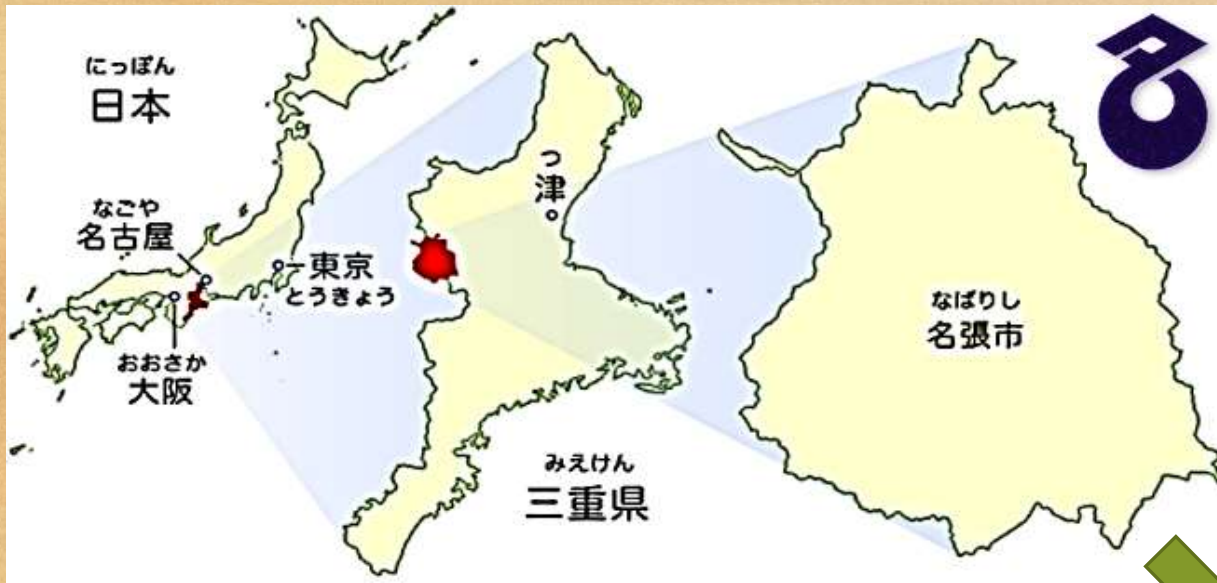 にっぽん
日本
なごや
名古屋
東京
とうきょう
おおさか
大阪
つ
津
みえけん
三重県
なばりし
名張市